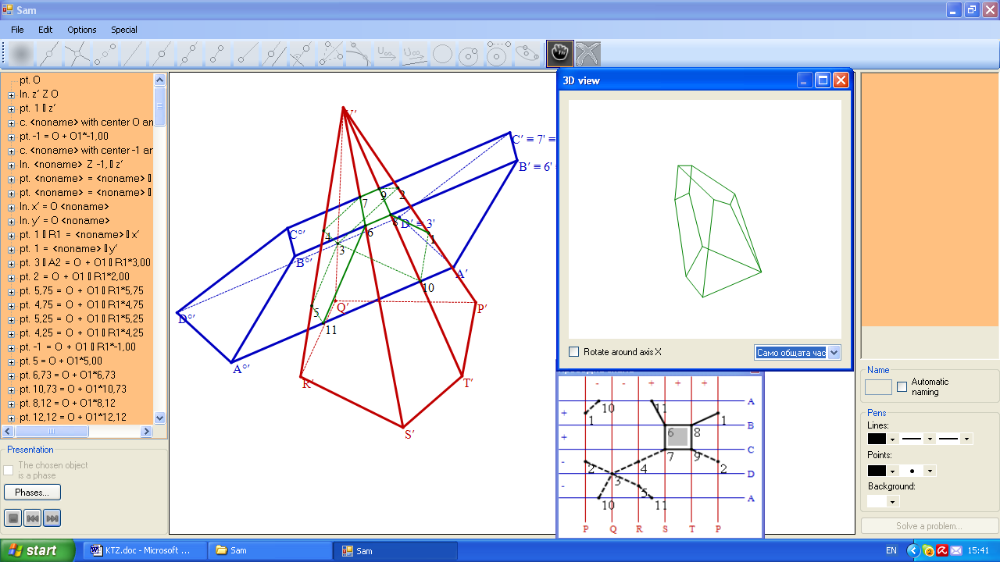 Sam
File Edit Options Special
pt. O
ln. z' Z O
pt. 1 z'
c. <noname> with center O an
pt. -1 = O + O1*-1,00
c. <noname> with center -1 ar
ln. <noname> Z -1, z'
pt. <noname> = <noname>
pt. <noname> = <noname>
ln. x' = O <noname>
ln. y' = O <noname>
pt. 1 R1 = <noname> x'
pt. 1 = <noname> y'
pt. 3 A2 = O + O1 R1*3,00
pt. 2 = O + O1 R1*2,00
pt. 5,75 = O + O1 R1*5,75
pt. 4,75 = O + O1 R1*4,75
pt. 5,25 = O + O1 R1*5,25
pt. 4,25 = O + O1 R1*4,25
pt. -1 = O + O1 R1*-1,00
pt. 5 = O + O1*5,00
pt. 6,73 = O + O1*6,73
pt. 10,73 = O + O1*10,73
pt. 8,12 = O + O1*8,12
pt. 12,12 = O + O1*12,12
Presentation
The chosen object
is a phase
Phases...
V'
C' ≡ 7' ≡
B' ≡ 6'
9 2
7
D' ≡ 3'
8
C°'
4 6 1
3
B°'
A'
10
Q' P'
5
D°'
11
A°'
R' T'
S'
3D view
Rotate around axis X
Само общата час
- - + + +
10 11 A
+ 1 1
B
+ 6 8
C
- 7 9
2 4 2
D
- 3
5
A
10 11
P Q R S T P
Name
Automatic
naming
Pens
Lines:
Points:
Background:
Solve a problem...
start
KTZ.doc - Microsoft ...
Sam
Sam
EN
15:41